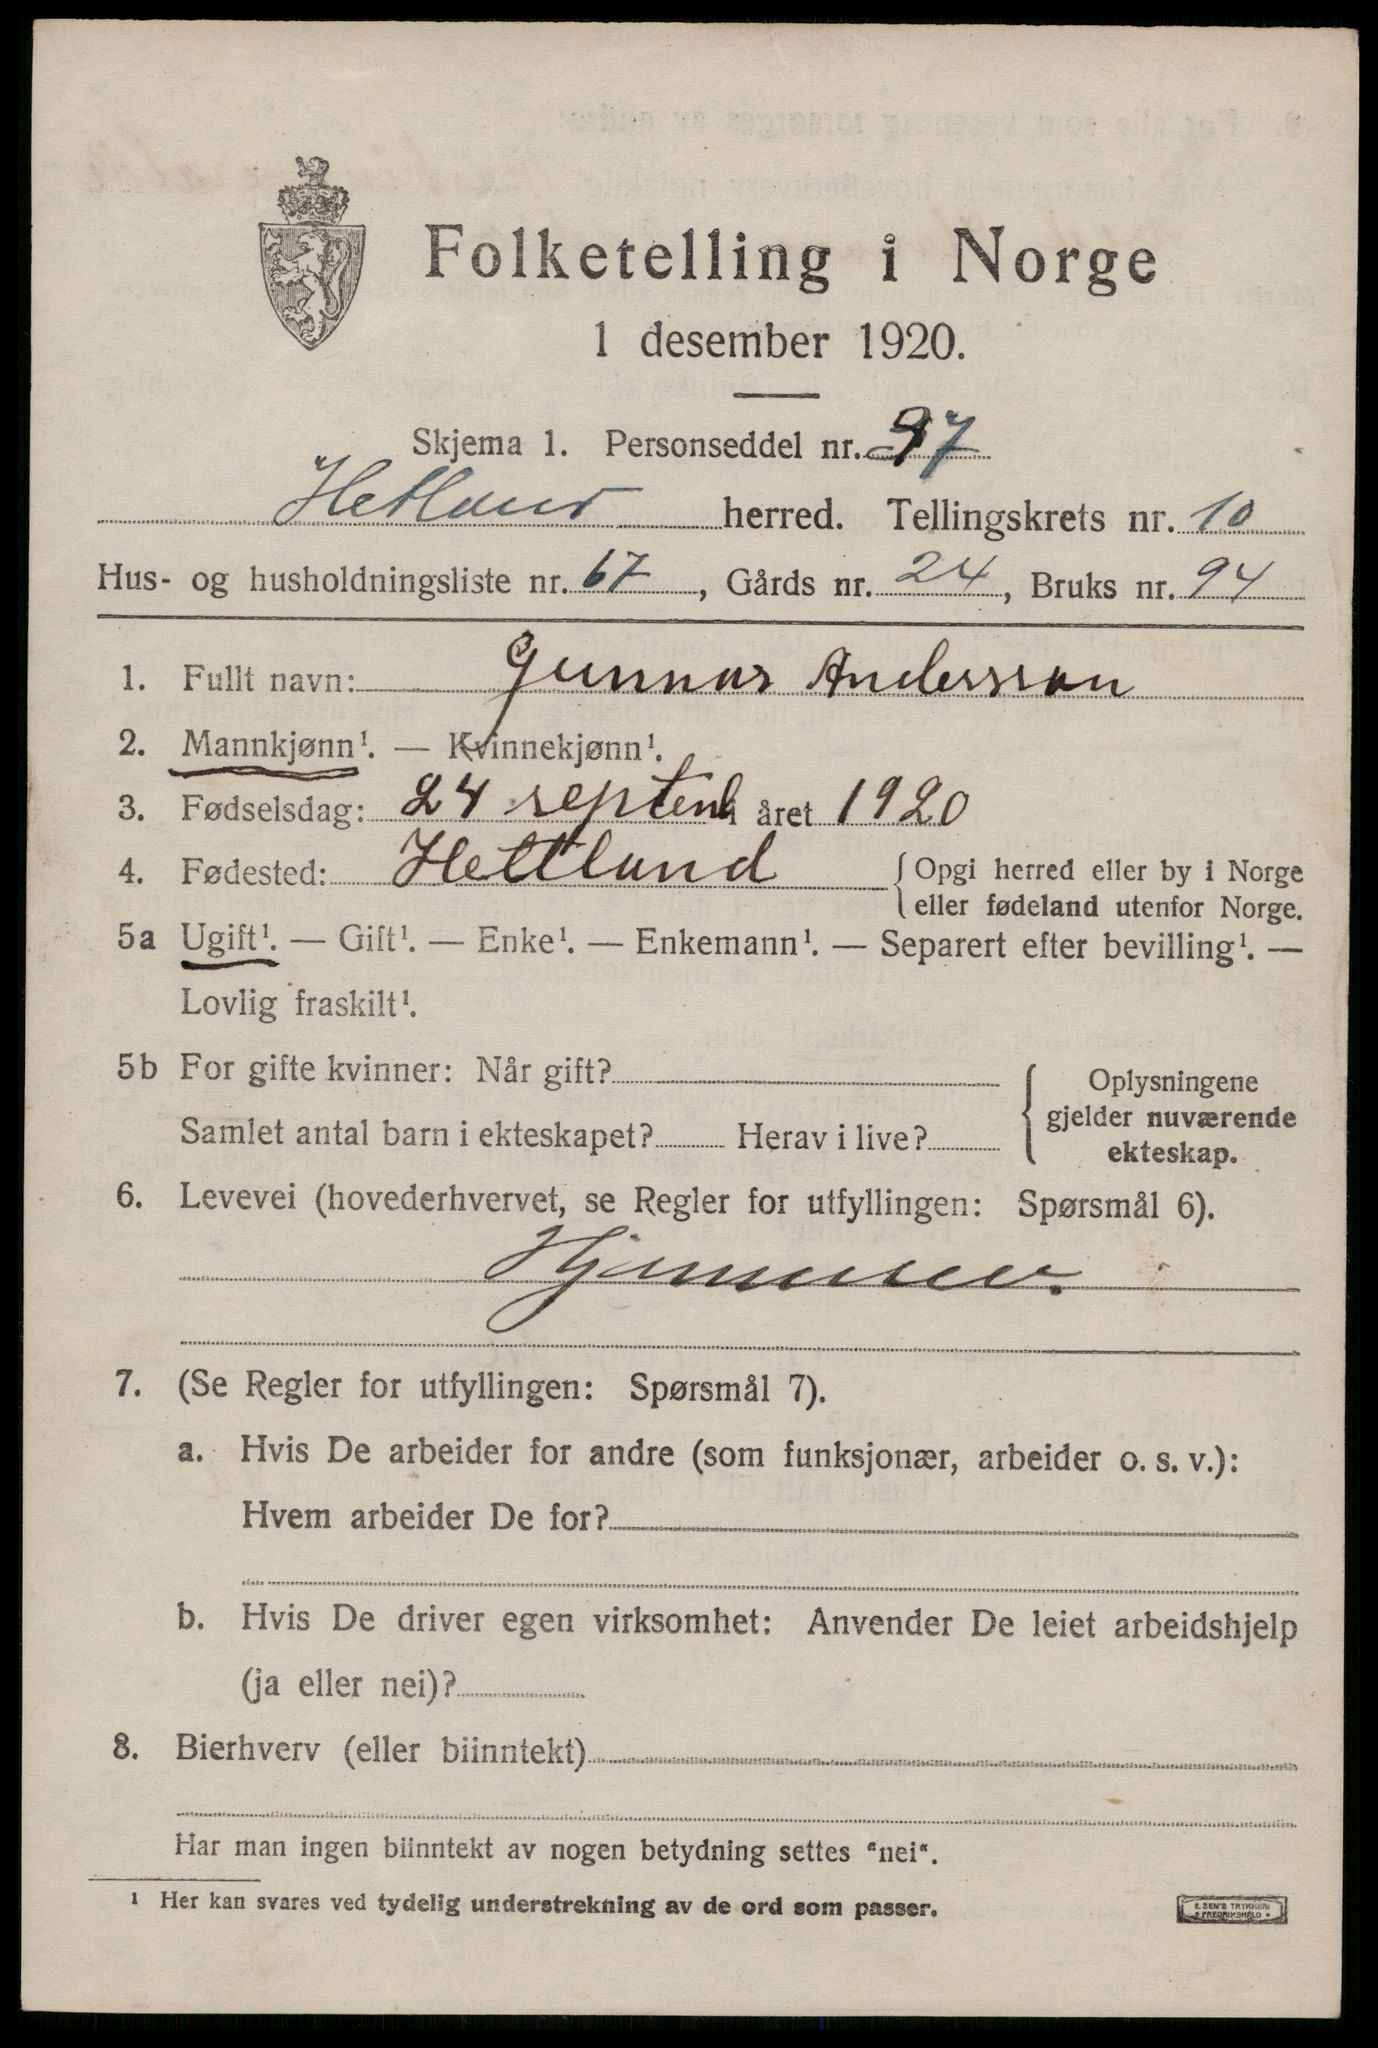 Folketelling i Norge
1 desember 1920.
Skjema 1. Personseddel nr. 97
Hetland herred. Tellingskrets nr. 10
Hus- og husholdningsliste nr. 67, Gårds nr. 24, Bruks nr. 94
1. Fullt navn: Gunnar Anderssen
2. Mannkjønn¹. — Kvinnekjønn¹.
3. Fødselsdag: 24 septemb i året 1920
4. Fødested: Hettland { Opgi herred eller by i Norge
eller fødeland utenfor Norge.
5a Ugift¹. — Gift¹. — Enke¹. — Enkemann¹. — Separert efter bevilling¹. —
Lovlig fraskilt¹.
5b For gifte kvinner: Når gift?
Samlet antal barn i ekteskapet? Herav i live?
{ Oplysningene
gjelder nuværende
ekteskap.
6. Levevei (hovederhvervet, se Regler for utfyllingen: Spørsmål 6).
7. (Se Regler for utfyllingen: Spørsmål 7).
a. Hvis De arbeider for andre (som funksjonær, arbeider o. s. v.):
Hvem arbeider De for?
b. Hvis De driver egen virksomhet: Anvender De leiet arbeidshjelp
(ja eller nei)?
8. Bierhverv (eller biinntekt)
Har man ingen biinntekt av nogen betydning settes "nei".
¹ Her kan svares ved tydelig understrekning av de ord som passer.
E. SEM'S TRYKKERI
FREDRIKSHALD